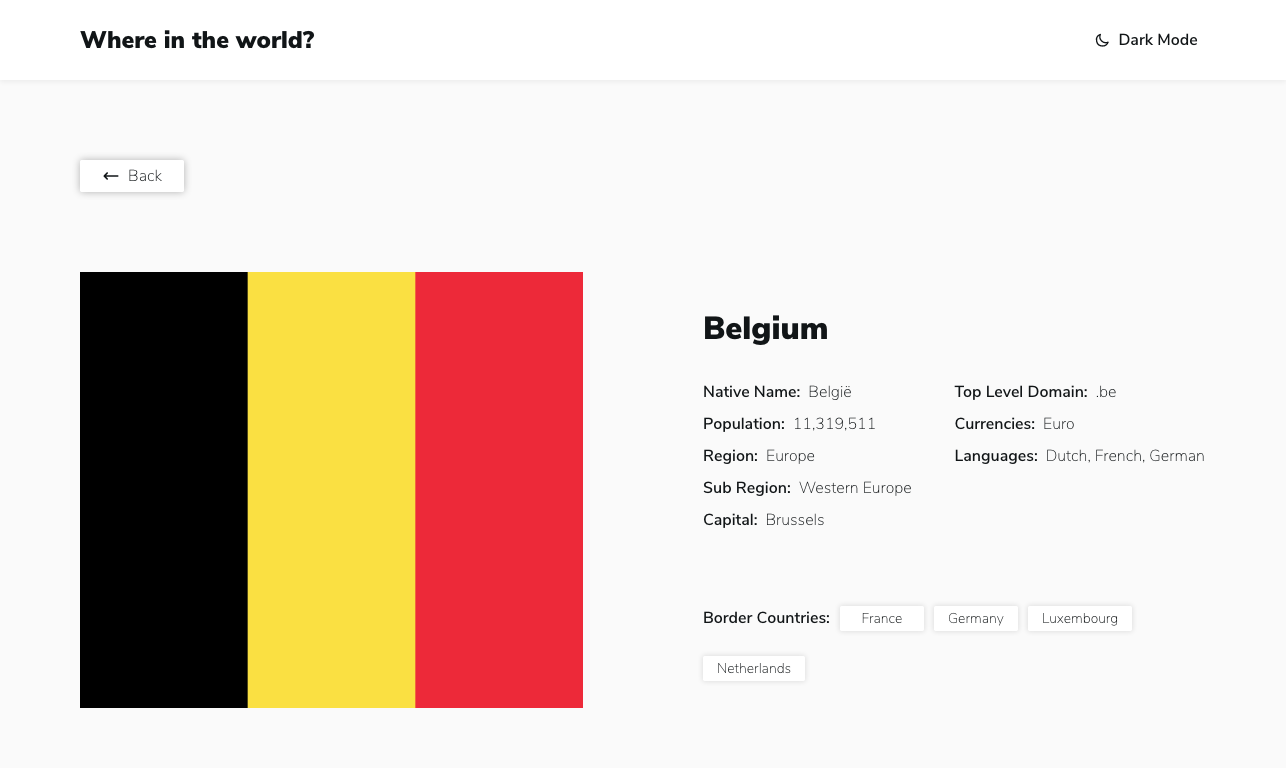 Where in the world?
Dark Mode
Back
Belgium
Native Name: België
Population: 11,319,511
Region: Europe
Sub Region: Western Europe
Capital: Brussels
Top Level Domain: .be
Currencies: Euro
Languages: Dutch, French, German
Border Countries: France Germany Luxembourg
Netherlands